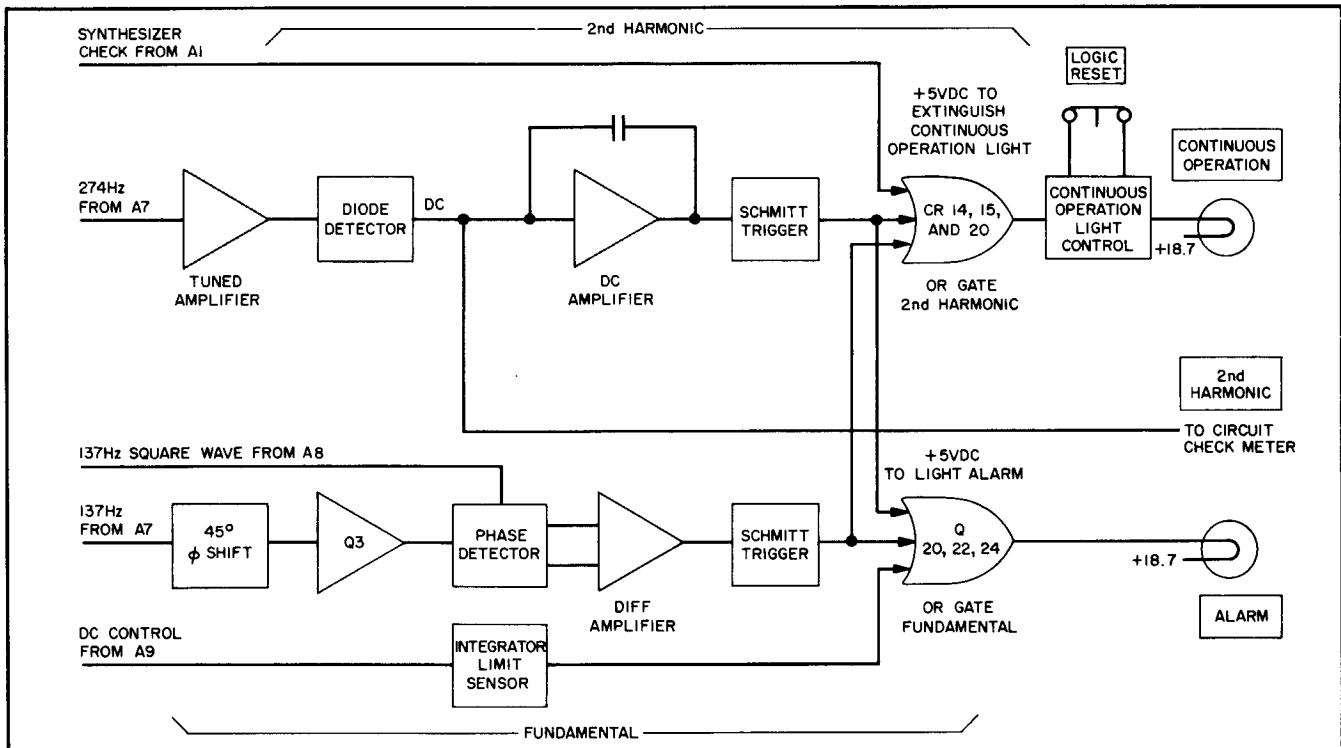 SYNTHESIZER
CHECK FROM A1
2nd HARMONIC
LOGIC
RESET
+5VDC TO
EXTINGUISH
CONTINUOUS
OPERATION LIGHT
CONTINUOUS
OPERATION
274Hz
FROM A7
TUNED
AMPLIFIER
DIODE
DETECTOR
DC
DC
AMPLIFIER
SCHMITT
TRIGGER
CR 14, 15,
AND 20
OR GATE
2nd HARMONIC
CONTINUOUS
OPERATION
LIGHT
CONTROL
+18.7
2nd
HARMONIC
TO CIRCUIT
CHECK METER
137Hz SQUARE WAVE FROM A8
+5VDC
TO LIGHT ALARM
137Hz
FROM A7
45°
ϕ SHIFT
Q3
PHASE
DETECTOR
DIFF
AMPLIFIER
SCHMITT
TRIGGER
Q
20, 22, 24
OR GATE
FUNDAMENTAL
+18.7
ALARM
DC CONTROL
FROM A9
INTEGRATOR
LIMIT
SENSOR
FUNDAMENTAL